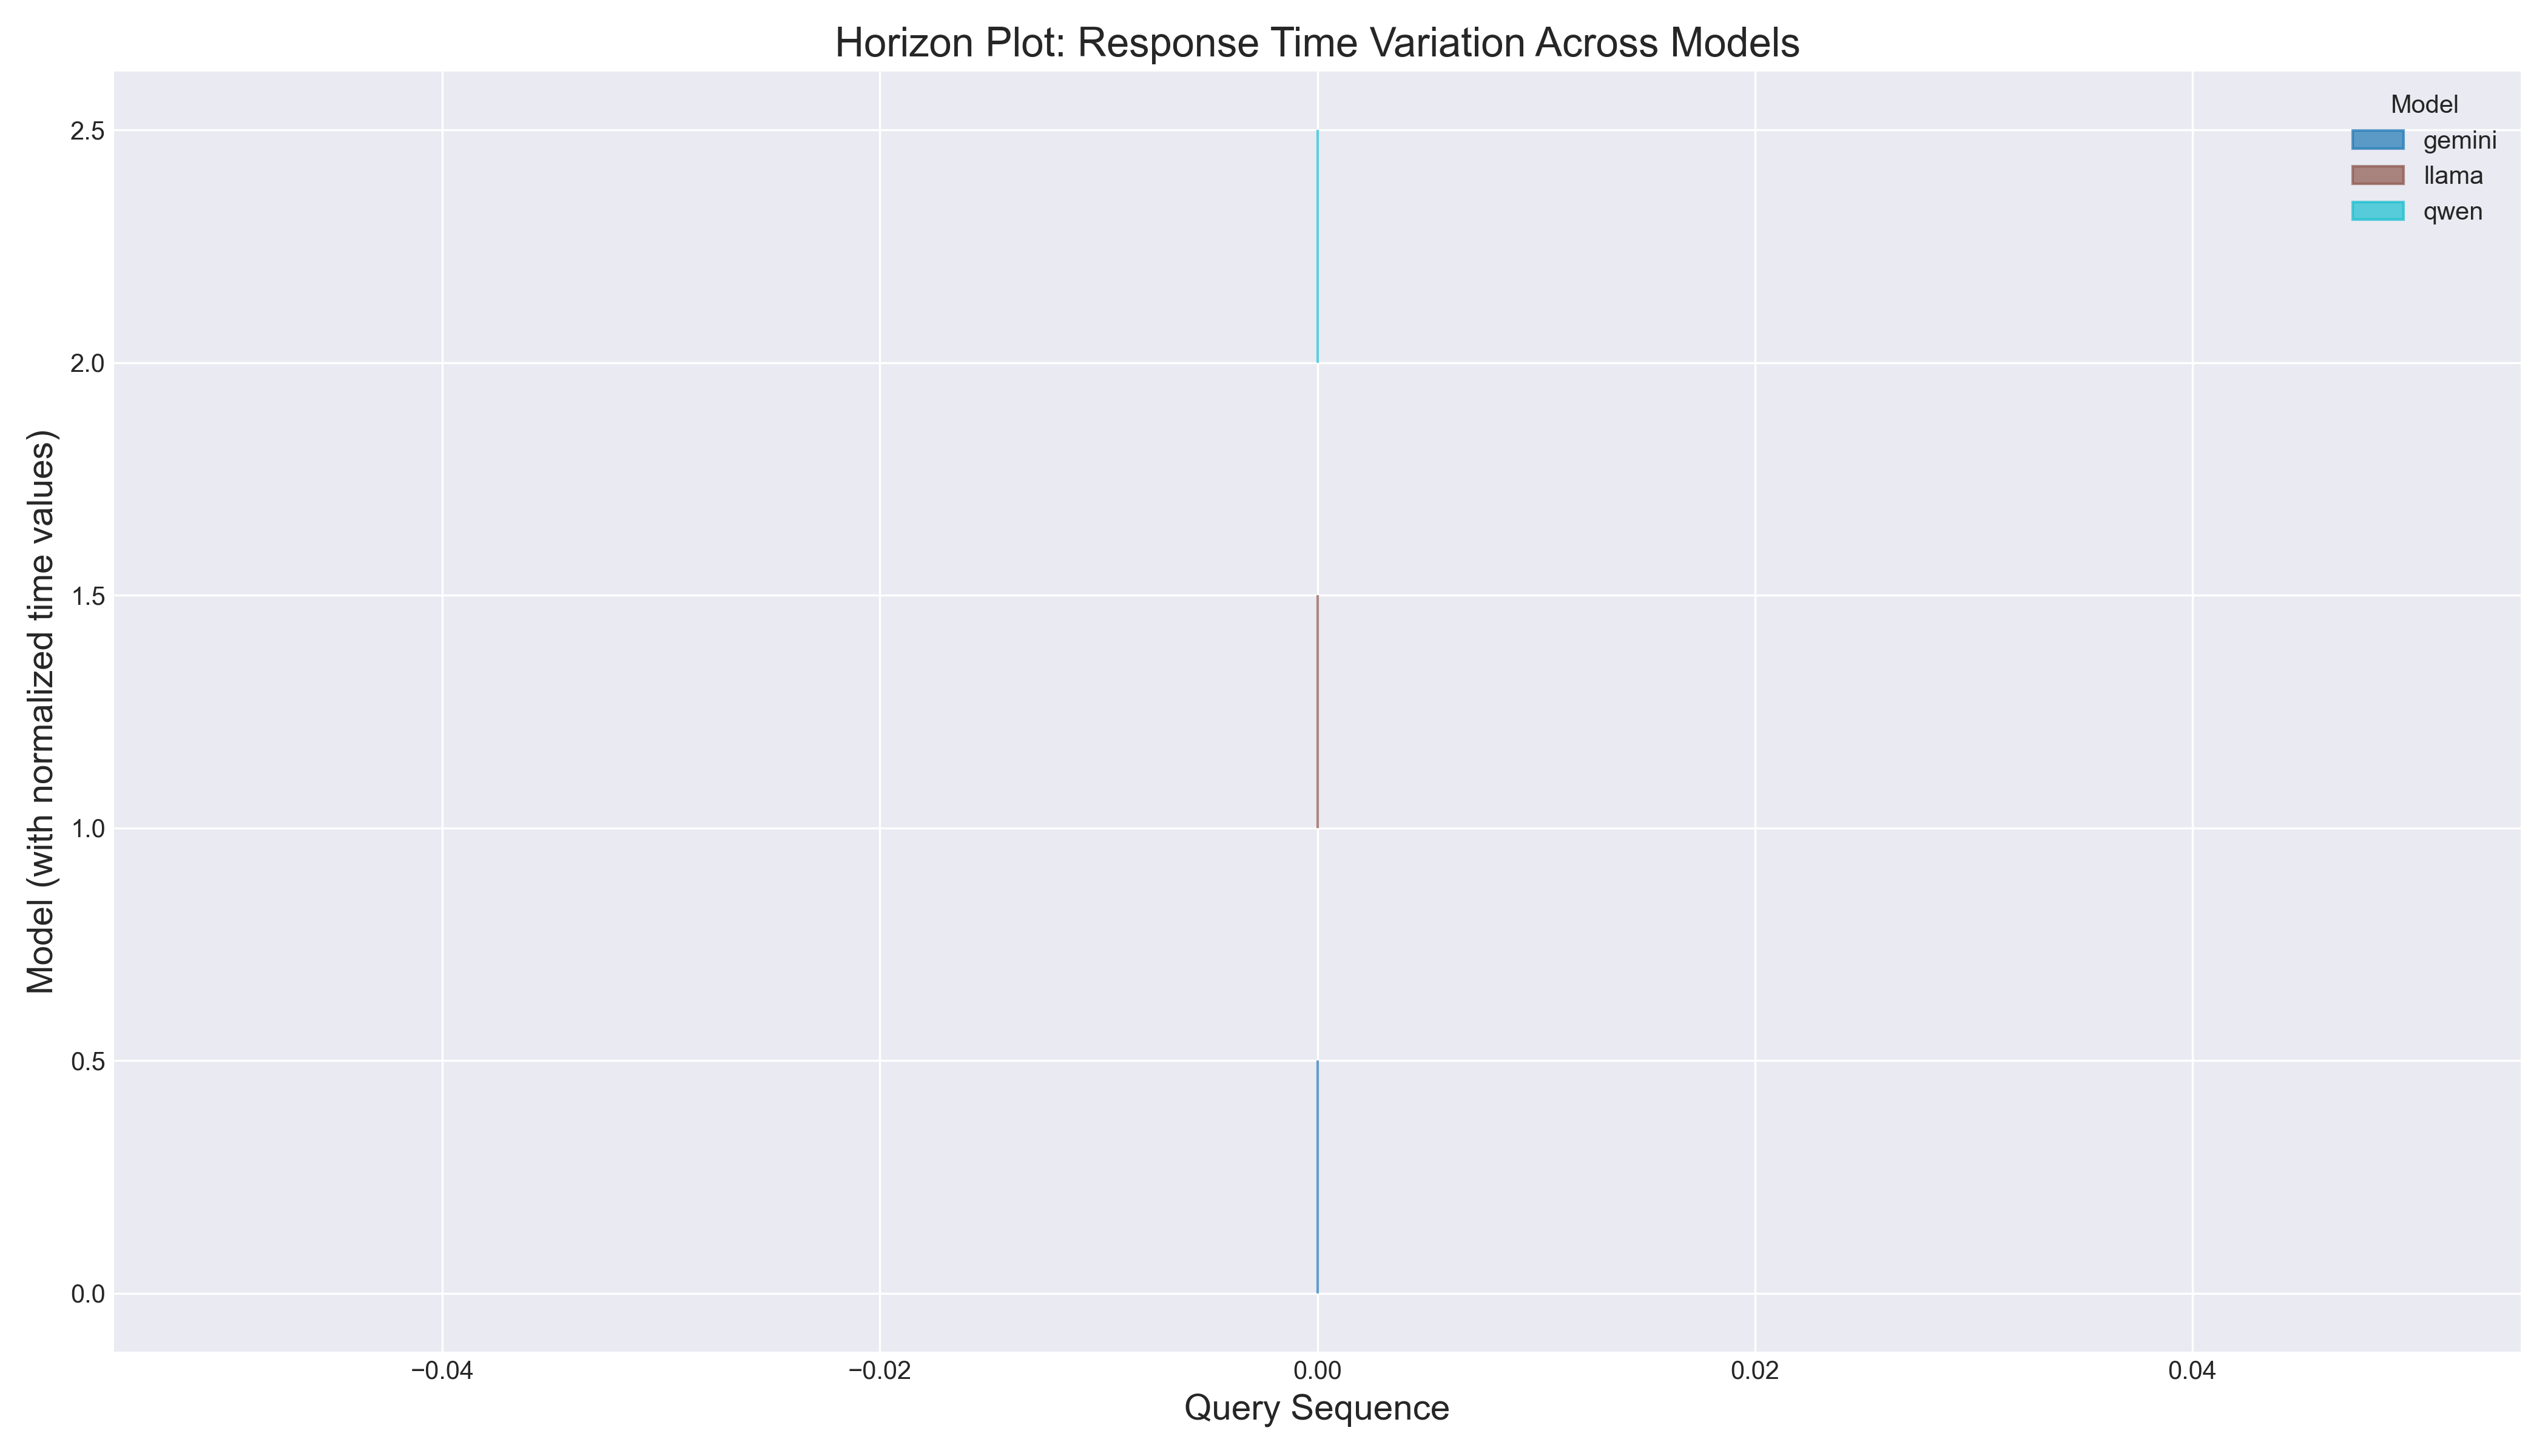 Horizon Plot: Response Time Variation Across Models
Model
gemini
llama
qwen
2.5
2.0
1.5
1.0
0.5
0.0
Model (with normalized time values)
−0.04
−0.02
0.00
0.02
0.04
Query Sequence